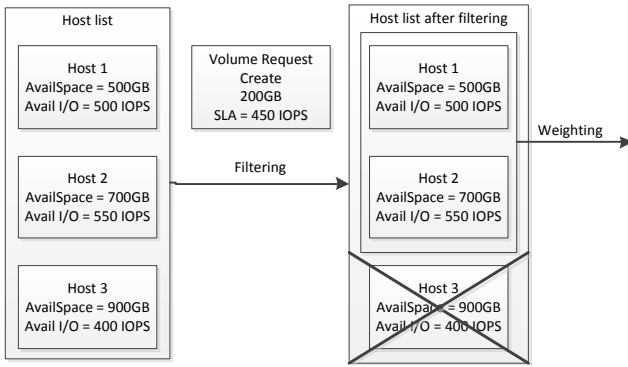 Host list
Host 1
AvailSpace = 500GB
Avail I/O = 500 IOPS
Host 2
AvailSpace = 700GB
Avail I/O = 550 IOPS
Host 3
AvailSpace = 900GB
Avail I/O = 400 IOPS
Volume Request
Create
200GB
SLA = 450 IOPS
Filtering
Host list after filtering
Host 1
AvailSpace = 500GB
Avail I/O = 500 IOPS
Host 2
AvailSpace = 700GB
Avail I/O = 550 IOPS
Host 3
AvailSpace = 900GB
Avail I/O = 400 IOPS
Weighting